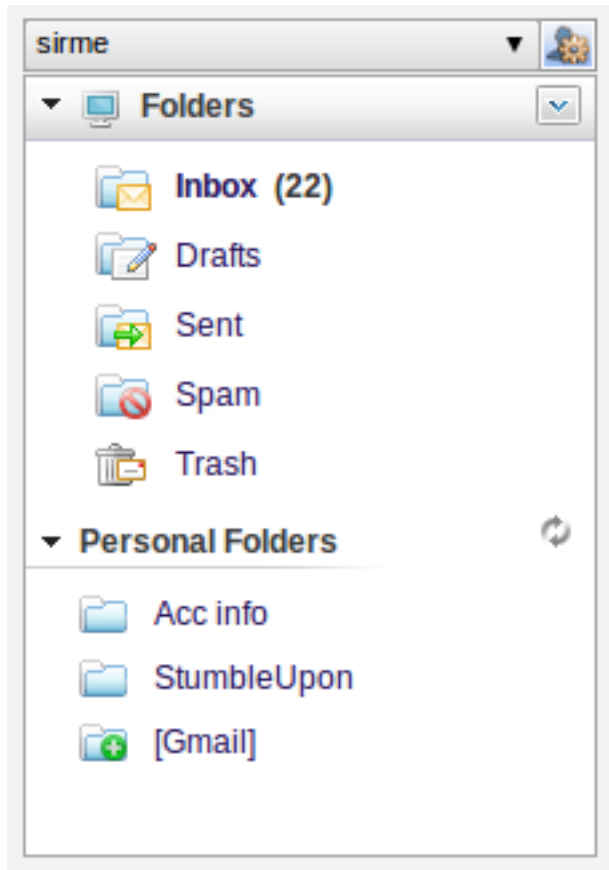 sirme
Folders
Inbox (22)
Drafts
Sent
Spam
Trash
Personal Folders
Acc info
StumbleUpon
[Gmail]